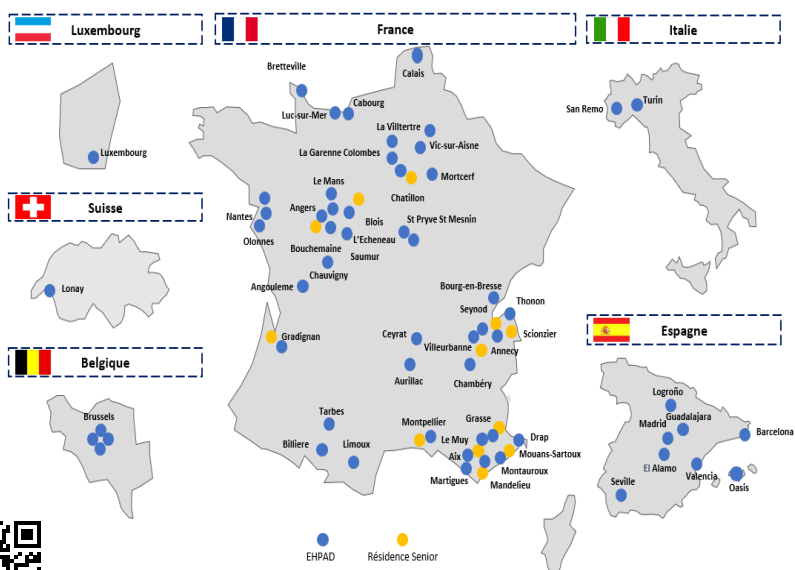 Luxembourg
France
Italie
Bretteville
Calais
Cabourg
Luc-sur-Mer
La Villtertre
Vic-sur-Aisne
La Garenne Colombes
Mortcerf
Chatillon
Luxembourg
San Remo
Turin
Suisse
Lonay
Le Mans
Angers
Nantes
Blois
St Pryve St Mesnin
Olonnes
L'Echeneau
Bouchemaine
Saumur
Chauvigny
Angouleme
Bourg-en-Bresse
Thonon
Seynod
Scionzier
Gradignan
Ceyrat
Villeurbanne
Annecy
Aurillac
Chambéry
Belgique
Brussels
Espagne
Logroño
Guadalajara
Madrid
Barcelona
El Alamo
Valencia
Seville
Oasis
Tarbes
Billiere
Limoux
Montpellier
Grasse
Le Muy
Drap
Aix
Mouans-Sartoux
Montauroux
Martigues
Mandelieu
EHPAD
Résidence Senior